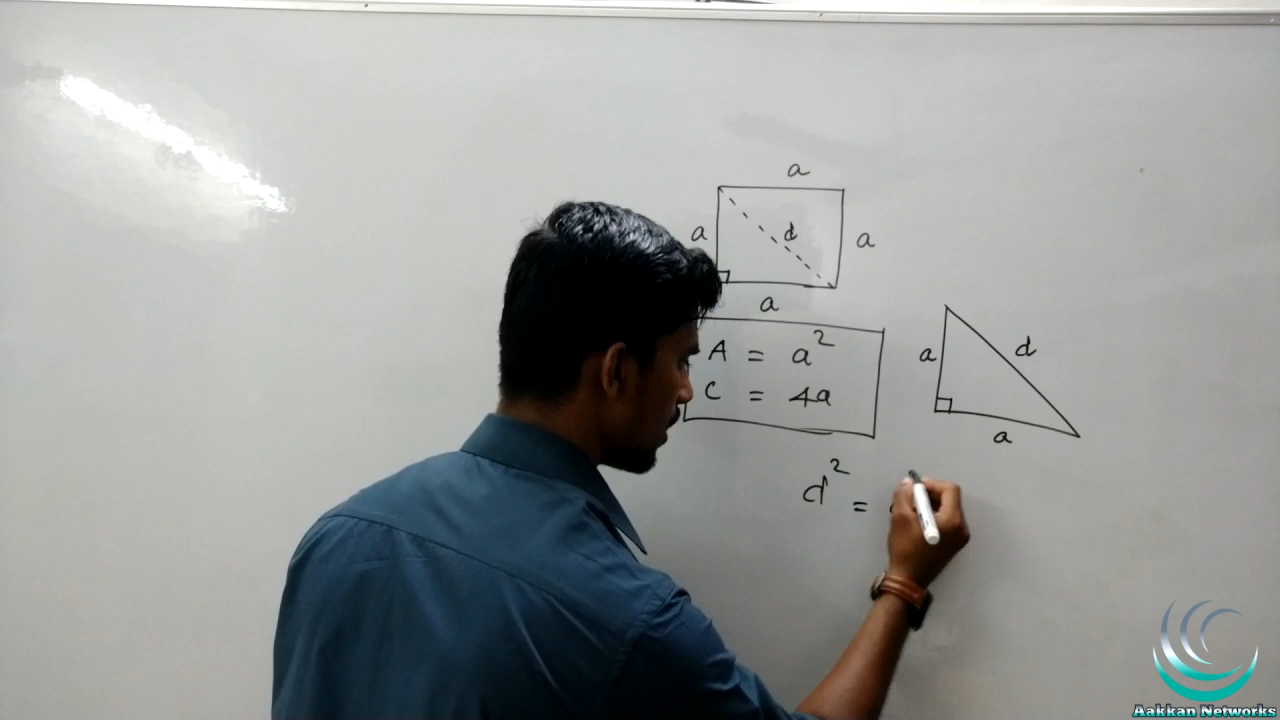 a
a d a
a
A = a²
C = 4a
a d
a
d² =
Aakkan Networks